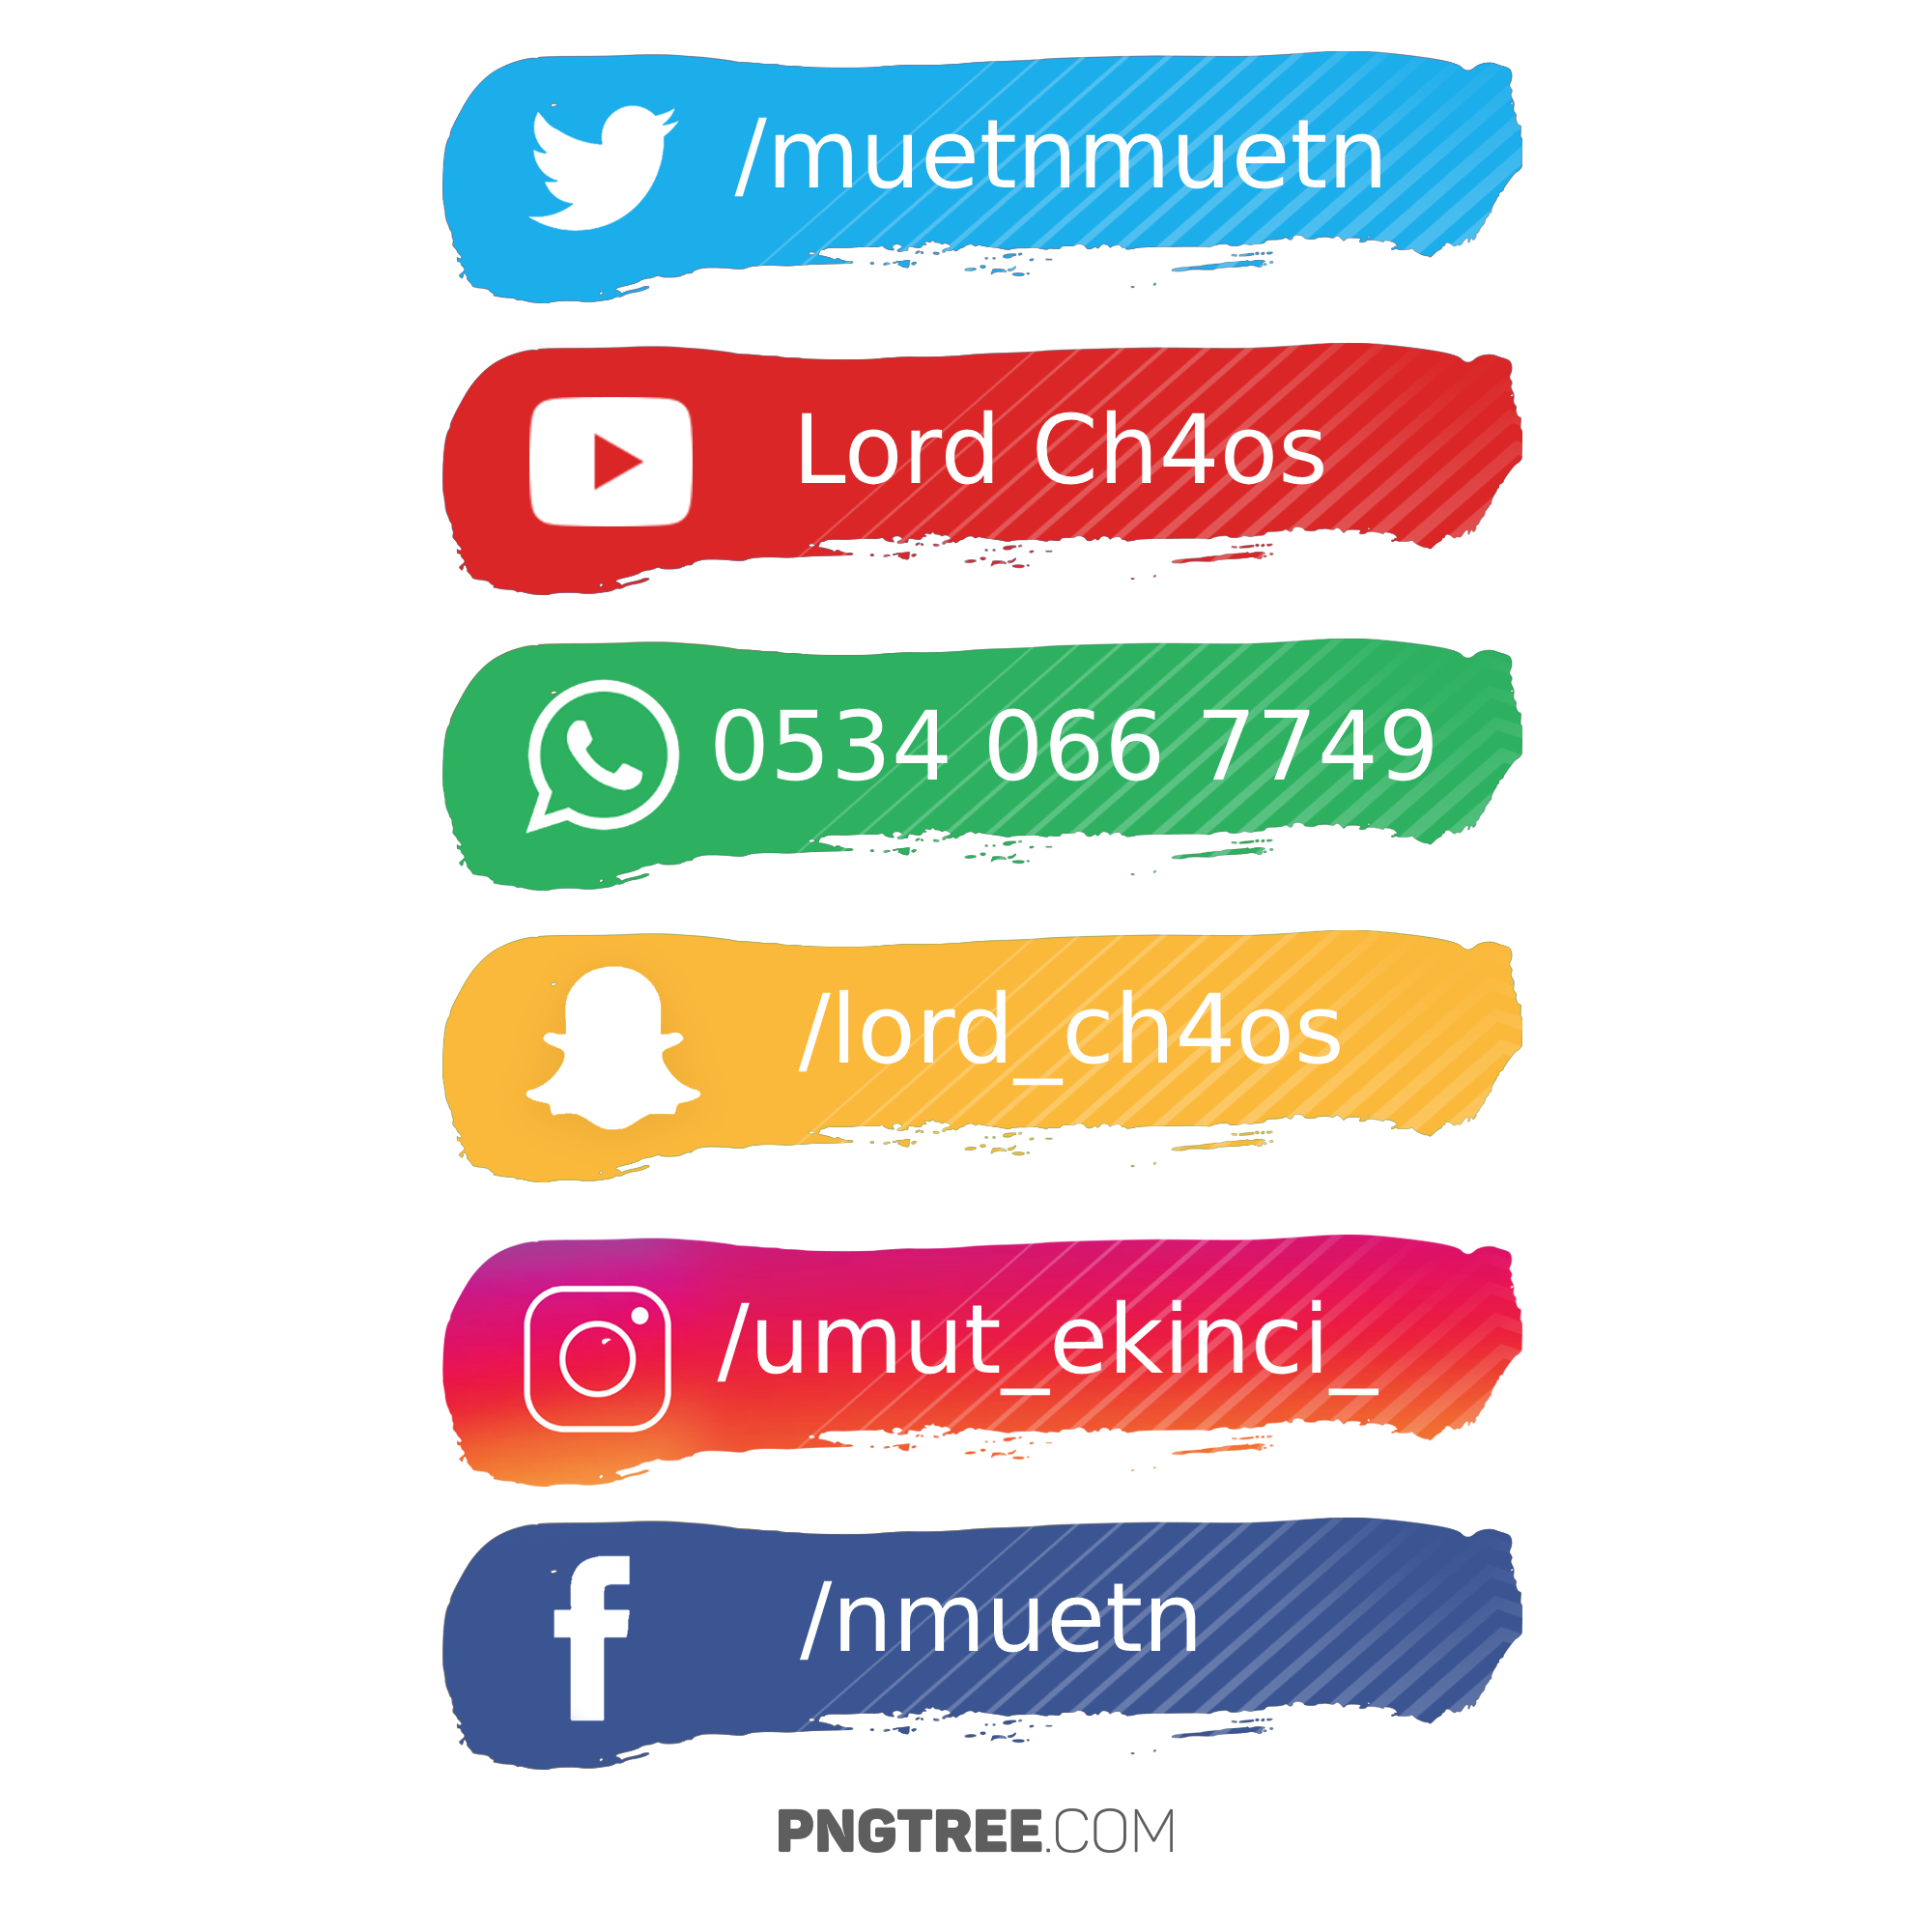 /muetnmuetn
Lord Ch4os
0534 066 7749
/lord_ch4os
/umut_ekinci_
/nmuetn
PNGTREE.COM